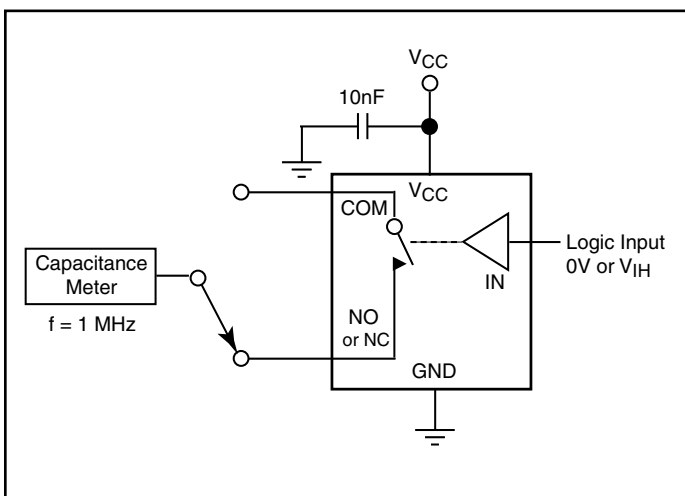 VCC
10nF
VCC
COM
Capacitance
Meter
f = 1 MHz
Logic Input
0V or VIH
IN
NO
or NC
GND